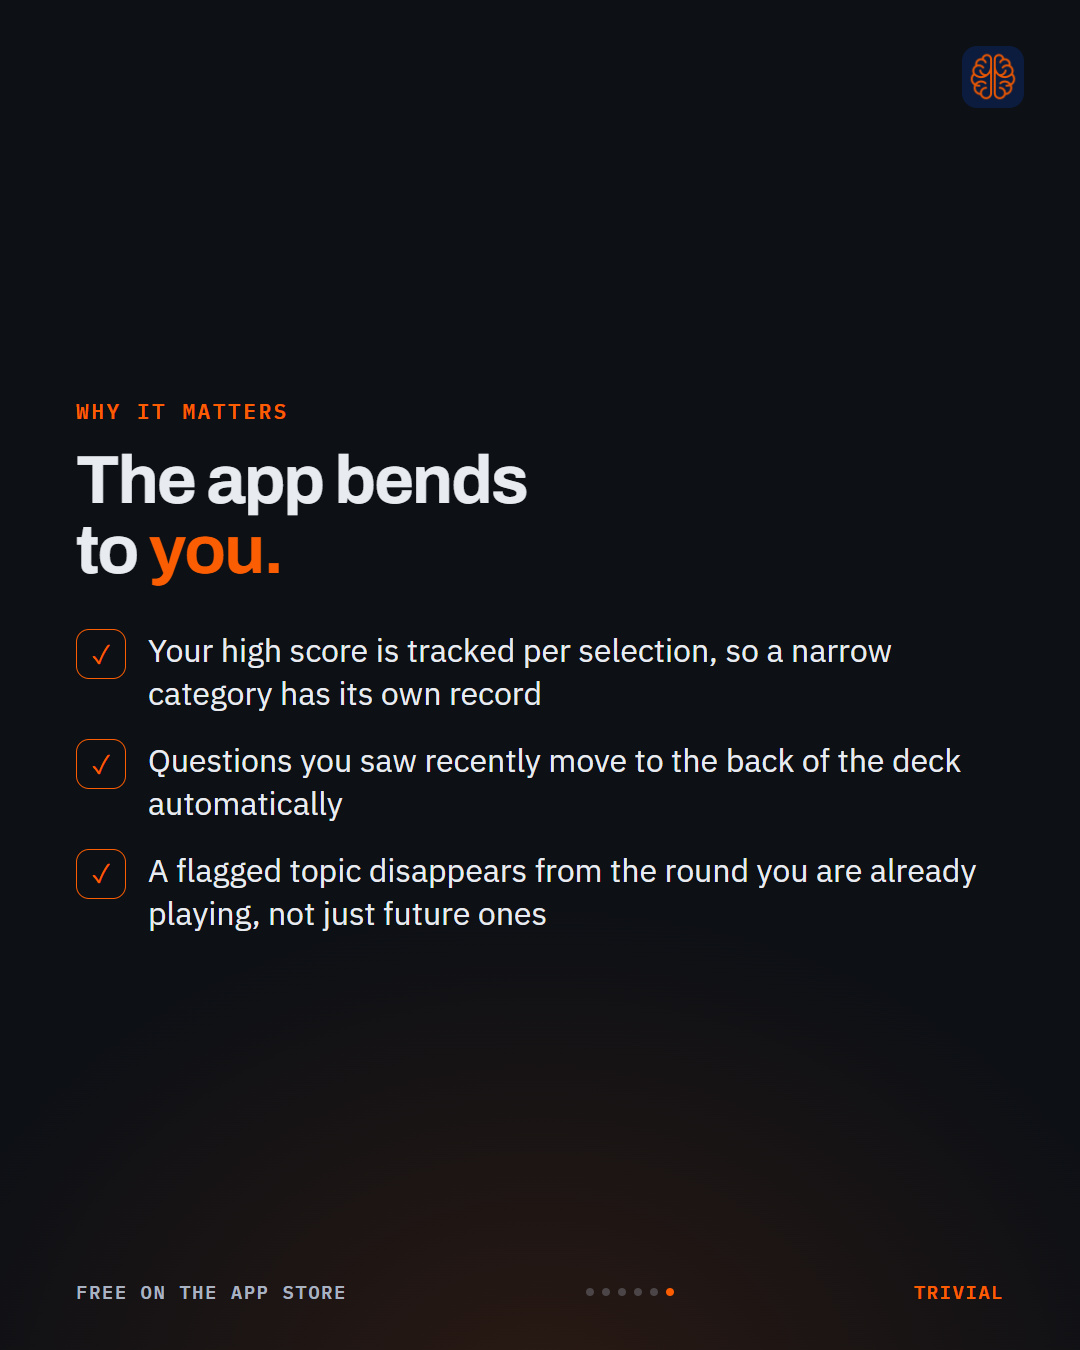 WHY IT MATTERS
The app bends
to you.
✓ Your high score is tracked per selection, so a narrow
category has its own record
✓ Questions you saw recently move to the back of the deck
automatically
✓ A flagged topic disappears from the round you are already
playing, not just future ones
FREE ON THE APP STORE
TRIVIAL